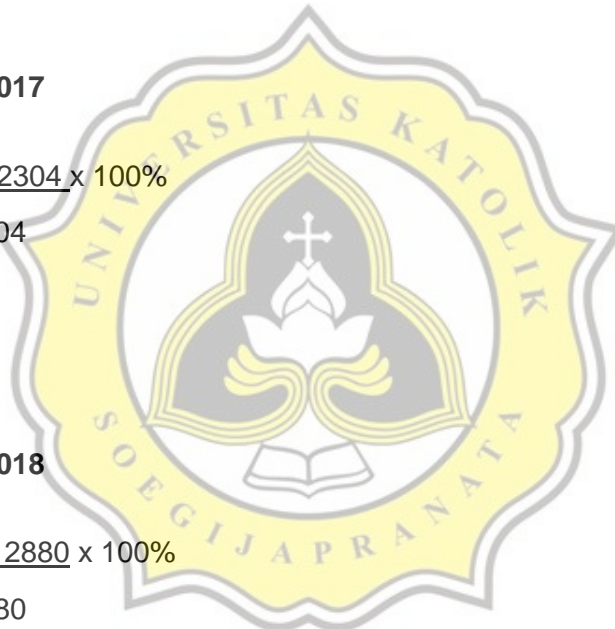 017
UNIVERSITAS KATOLIK
2304 x 100%
04
018
SOEGIJAPRANATA
2880 x 100%
80